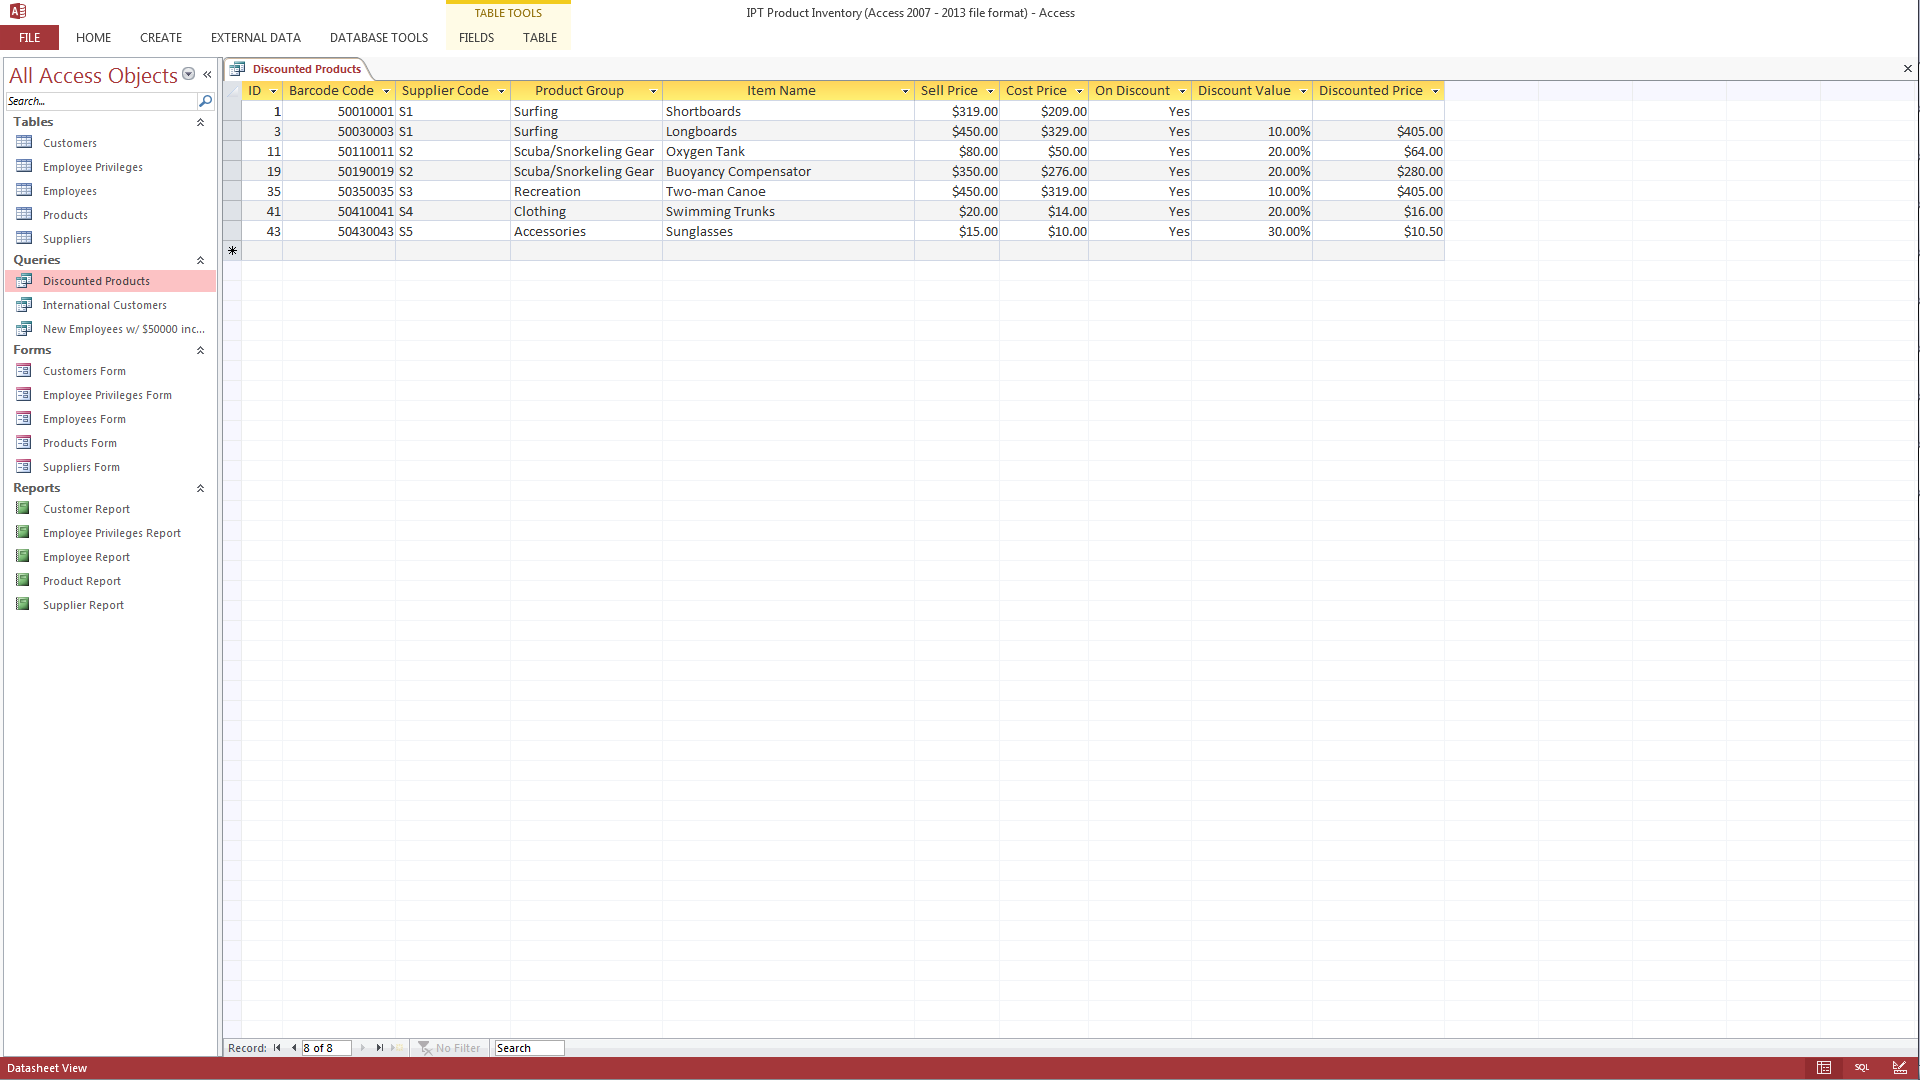 TABLE TOOLS
IPT Product Inventory (Access 2007 - 2013 file format) - Access
FILE HOME CREATE EXTERNAL DATA DATABASE TOOLS FIELDS TABLE
All Access Objects
Search...
Tables
Customers
Employee Privileges
Employees
Products
Suppliers
Queries
Discounted Products
International Customers
New Employees w/ $50000 inc...
Forms
Customers Form
Employee Privileges Form
Employees Form
Products Form
Suppliers Form
Reports
Customer Report
Employee Privileges Report
Employee Report
Product Report
Supplier Report
Discounted Products
ID Barcode Code Supplier Code Product Group Item Name Sell Price Cost Price On Discount Discount Value Discounted Price
1 50010001 S1 Surfing Shortboards $319.00 $209.00 Yes
3 50030003 S1 Surfing Longboards $450.00 $329.00 Yes 10.00% $405.00
11 50110011 S2 Scuba/Snorkeling Gear Oxygen Tank $80.00 $50.00 Yes 20.00% $64.00
19 50190019 S2 Scuba/Snorkeling Gear Buoyancy Compensator $350.00 $276.00 Yes 20.00% $280.00
35 50350035 S3 Recreation Two-man Canoe $450.00 $319.00 Yes 10.00% $405.00
41 50410041 S4 Clothing Swimming Trunks $20.00 $14.00 Yes 20.00% $16.00
43 50430043 S5 Accessories Sunglasses $15.00 $10.00 Yes 30.00% $10.50
Record: 8 of 8 No Filter Search
Datasheet View SQL